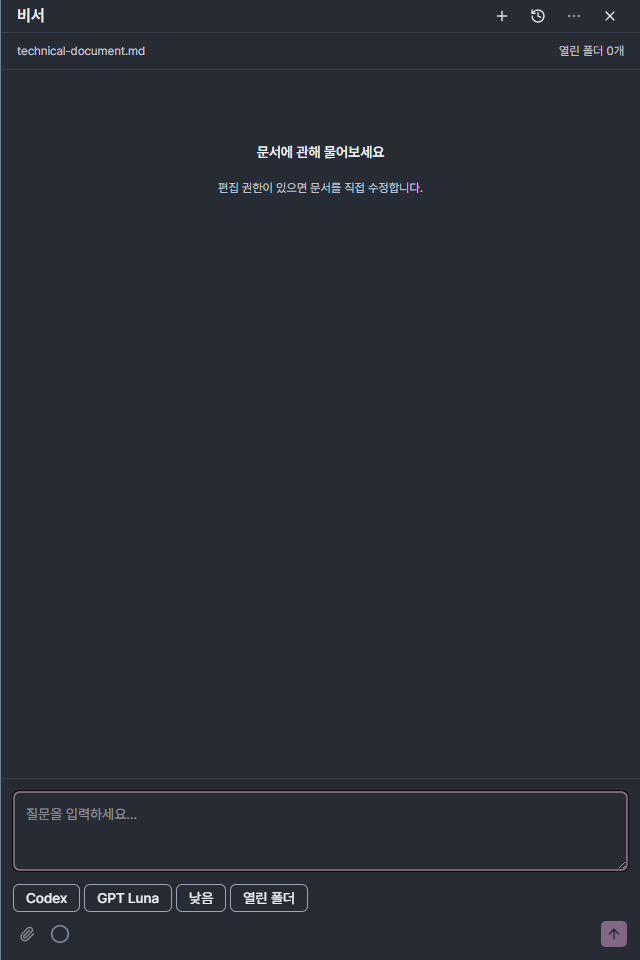 비서
technical-document.md 열린 폴더 0개
문서에 관해 물어보세요
편집 권한이 있으면 문서를 직접 수정합니다.
질문을 입력하세요...
Codex GPT Luna 낮음 열린 폴더